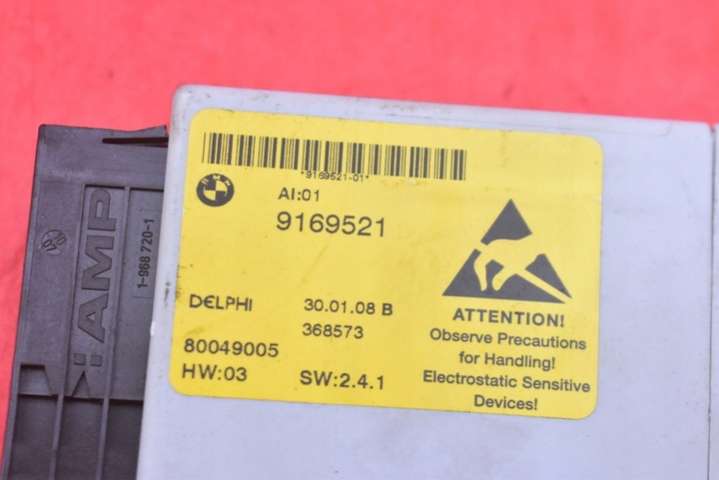 *9169521-01*
BMW
AI:01
9169521
DELPHI
30.01.08 B
368573
80049005
HW:03
SW:2.4.1
ATTENTION!
Observe Precautions
for Handling!
Electrostatic Sensitive
Devices!
AMP
1-968 720-1